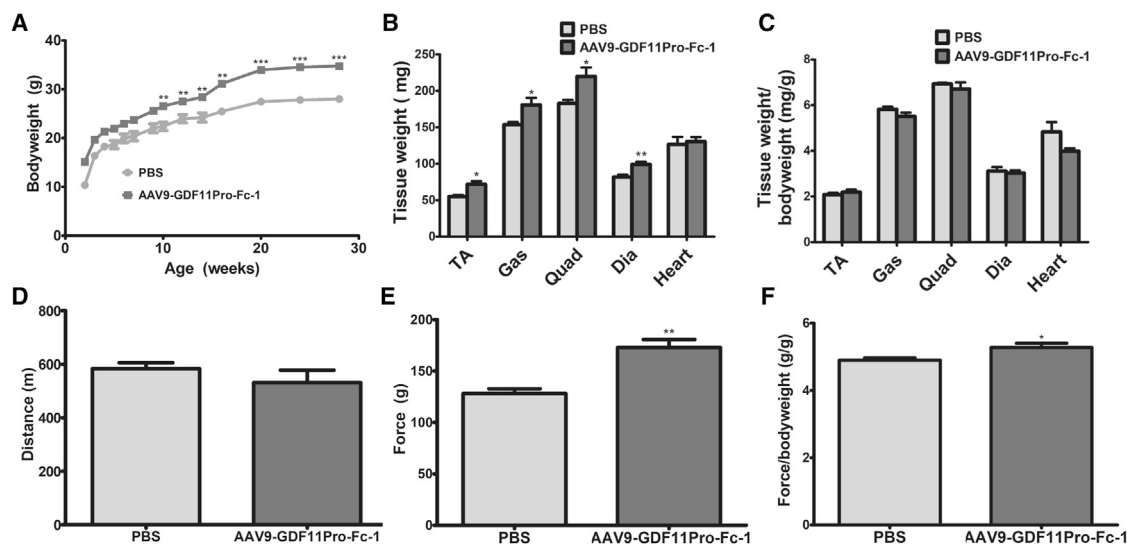 A
Bodyweight (g)
40
30
20
10
0
** ** ** ** *** *** ***
PBS
AAV9-GDF11Pro-Fc-1
0 10 20 30
Age (weeks)
B
PBS
AAV9-GDF11Pro-Fc-1
Tissue weight ( mg)
250
200
150
100
50
0
* * * **
TA Gas Quad Dia Heart
C
PBS
AAV9-GDF11Pro-Fc-1
Tissue weight/
bodyweight (mg/g)
8
6
4
2
0
TA Gas Quad Dia Heart
D
Distance (m)
800
600
400
200
0
PBS AAV9-GDF11Pro-Fc-1
E
Force (g)
200
150
100
50
0
**
PBS AAV9-GDF11Pro-Fc-1
F
Force/bodyweight (g/g)
6
4
2
0
*
PBS AAV9-GDF11Pro-Fc-1